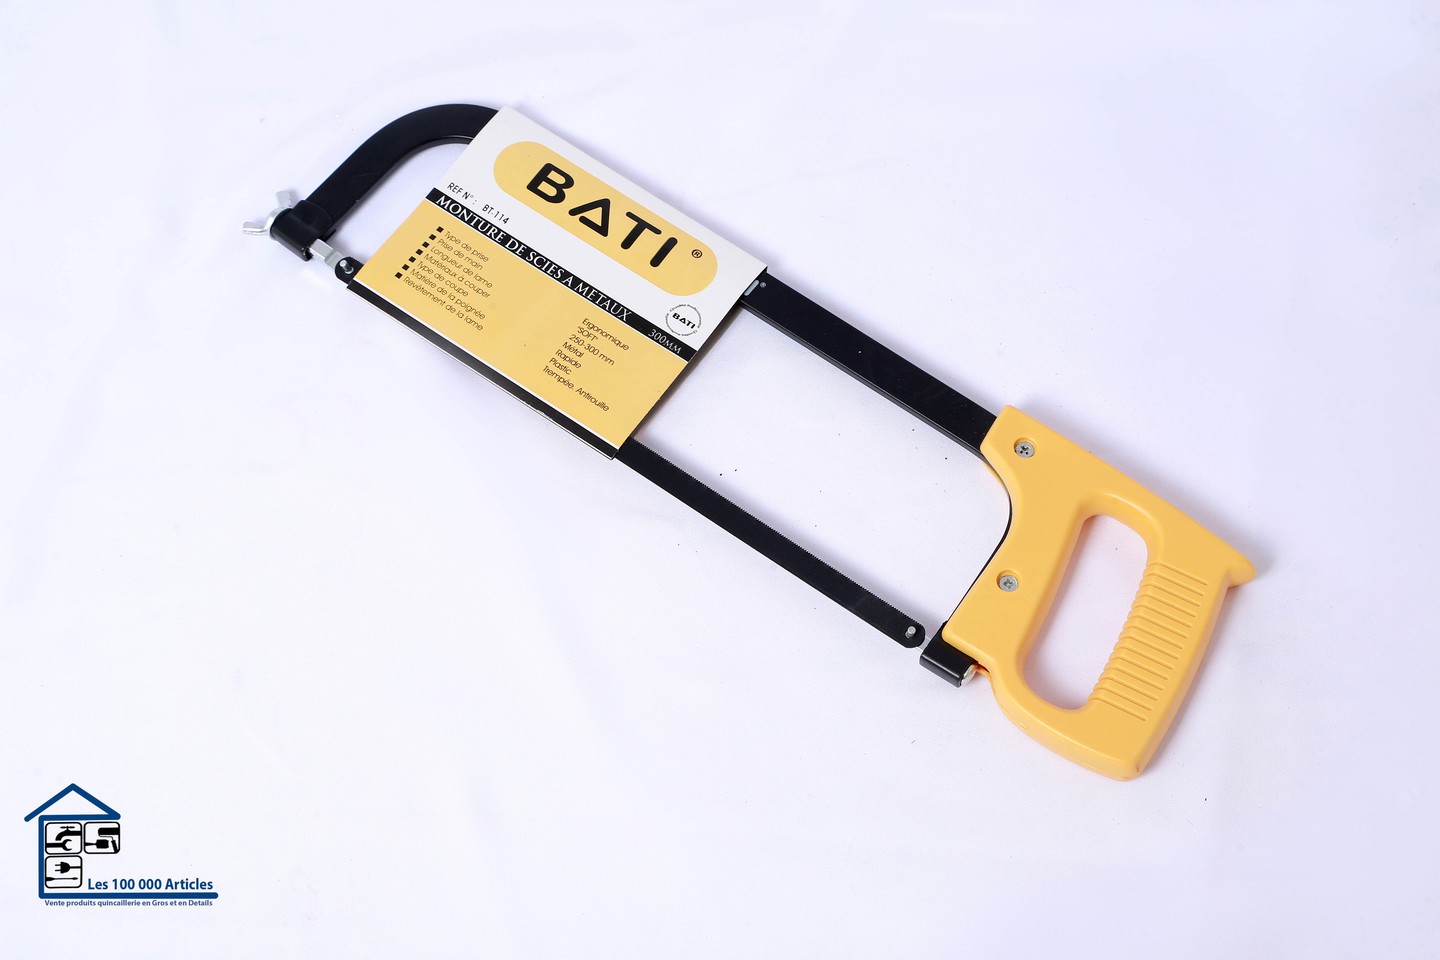 BATI®
REF N° : BT-114
MONTURE DE SCIES A METAUX 300MM
BATI
Type de prise
Prise de main
Longueur de lame
Matériaux à couper
Type de coupe
Matière de la poignée
Revêtement de la lame
Ergonomique
"SOFT"
250-300 mm
Métal
Rapide
Plastic
Trempée. Antirouille
Les 100 000 Articles
Vente produits quincaillerie en Gros et en Details